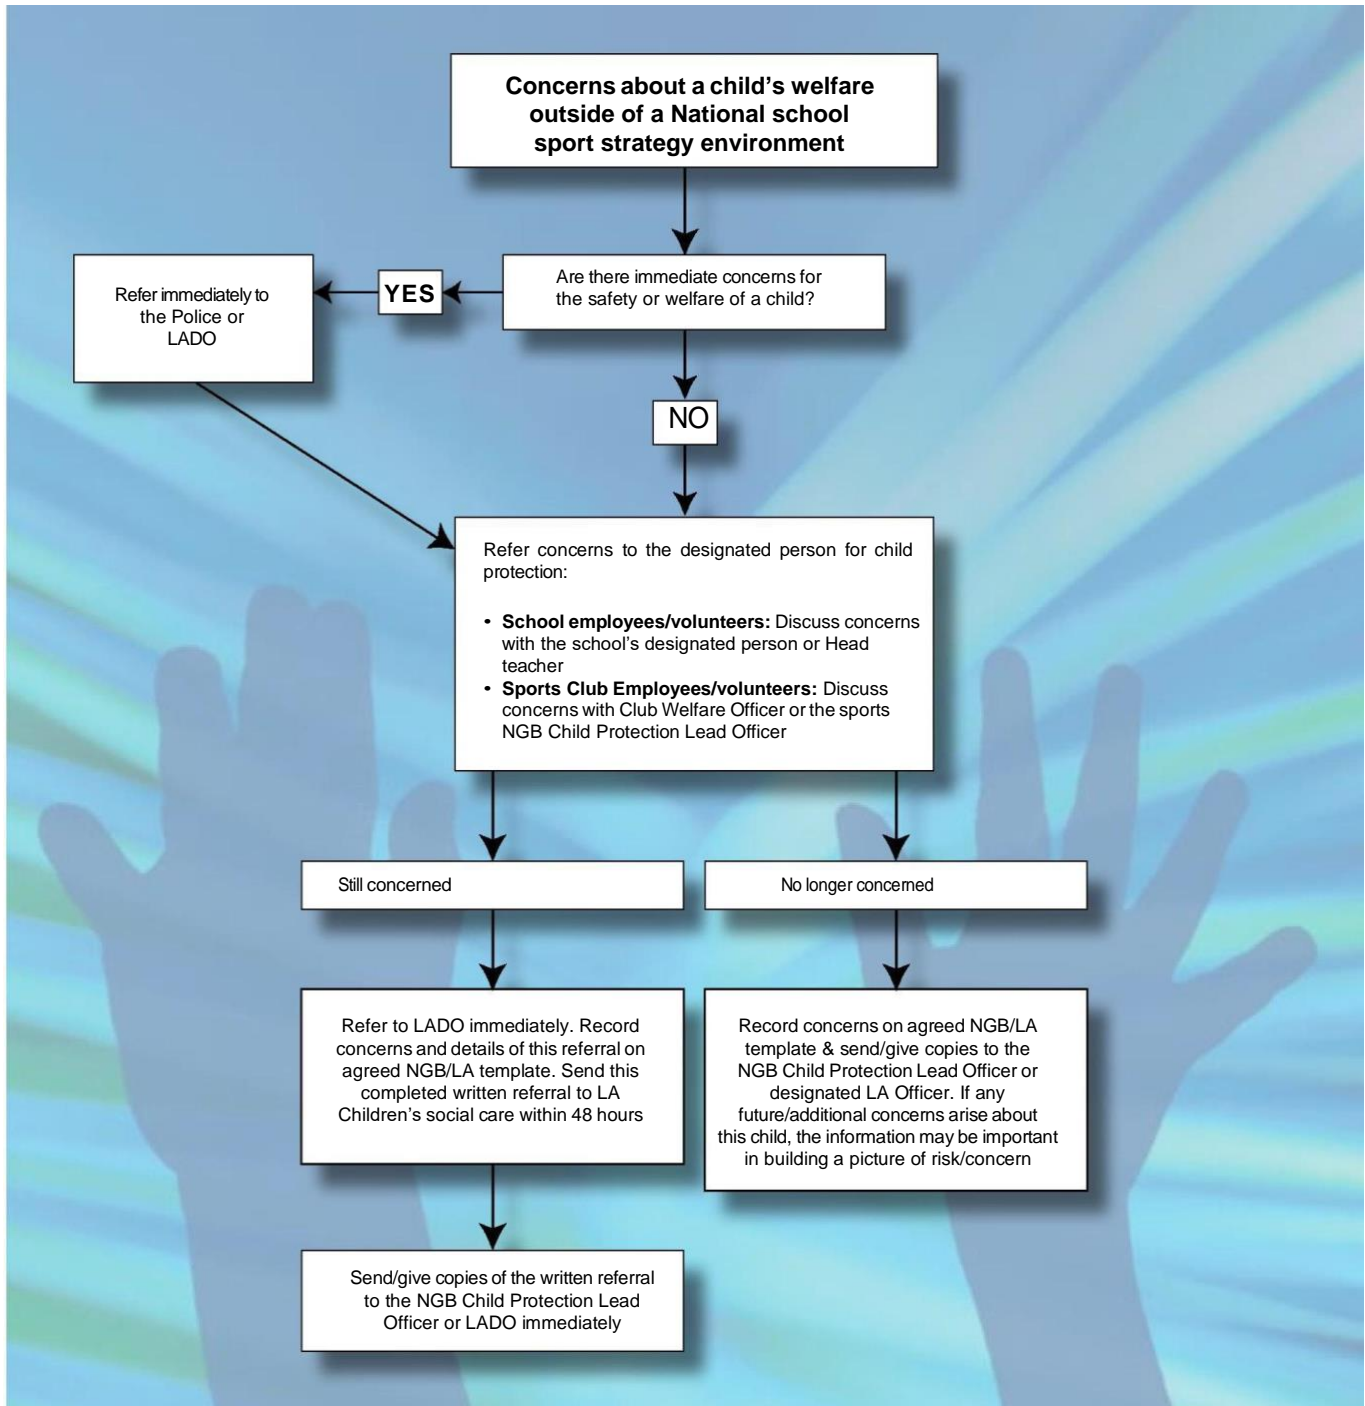 Concerns about a child’s welfare
outside of a National school
sport strategy environment
Are there immediate concerns for
the safety or welfare of a child?
YES
Refer immediately to
the Police or
LADO
NO
Refer concerns to the designated person for child
protection:
• School employees/volunteers: Discuss concerns
with the school’s designated person or Head
teacher
• Sports Club Employees/volunteers: Discuss
concerns with Club Welfare Officer or the sports
NGB Child Protection Lead Officer
Still concerned
No longer concerned
Refer to LADO immediately. Record
concerns and details of this referral on
agreed NGB/LA template. Send this
completed written referral to LA
Children’s social care within 48 hours
Record concerns on agreed NGB/LA
template & send/give copies to the
NGB Child Protection Lead Officer or
designated LA Officer. If any
future/additional concerns arise about
this child, the information may be important
in building a picture of risk/concern
Send/give copies of the written referral
to the NGB Child Protection Lead
Officer or LADO immediately